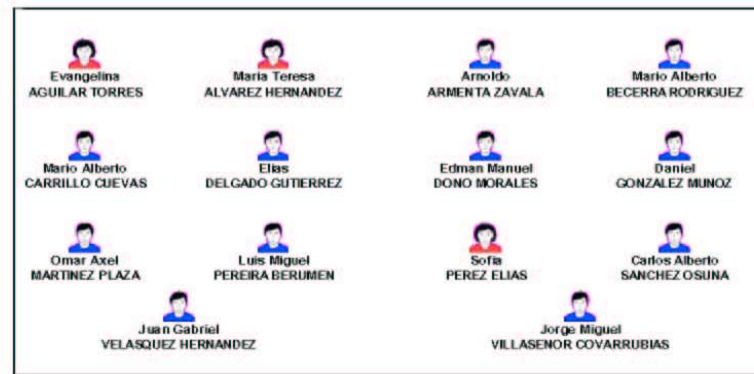 Evangelina
AGUILAR TORRES
Maria Teresa
ALVAREZ HERNANDEZ
Arnoldo
ARMENTA ZAVALA
Mario Alberto
BECERRA RODRIGUEZ
Mario Alberto
CARRILLO CUEVAS
Elias
DELGADO GUTIERREZ
Edman Manuel
DONO MORALES
Daniel
GONZALEZ MUNOZ
Omar Axel
MARTINEZ PLAZA
Luis Miguel
PEREIRA BERUMEN
Sofia
PEREZ ELIAS
Carlos Alberto
SANCHEZ OSUNA
Juan Gabriel
VELASQUEZ HERNANDEZ
Jorge Miguel
VILLASENOR COVARRUBIAS